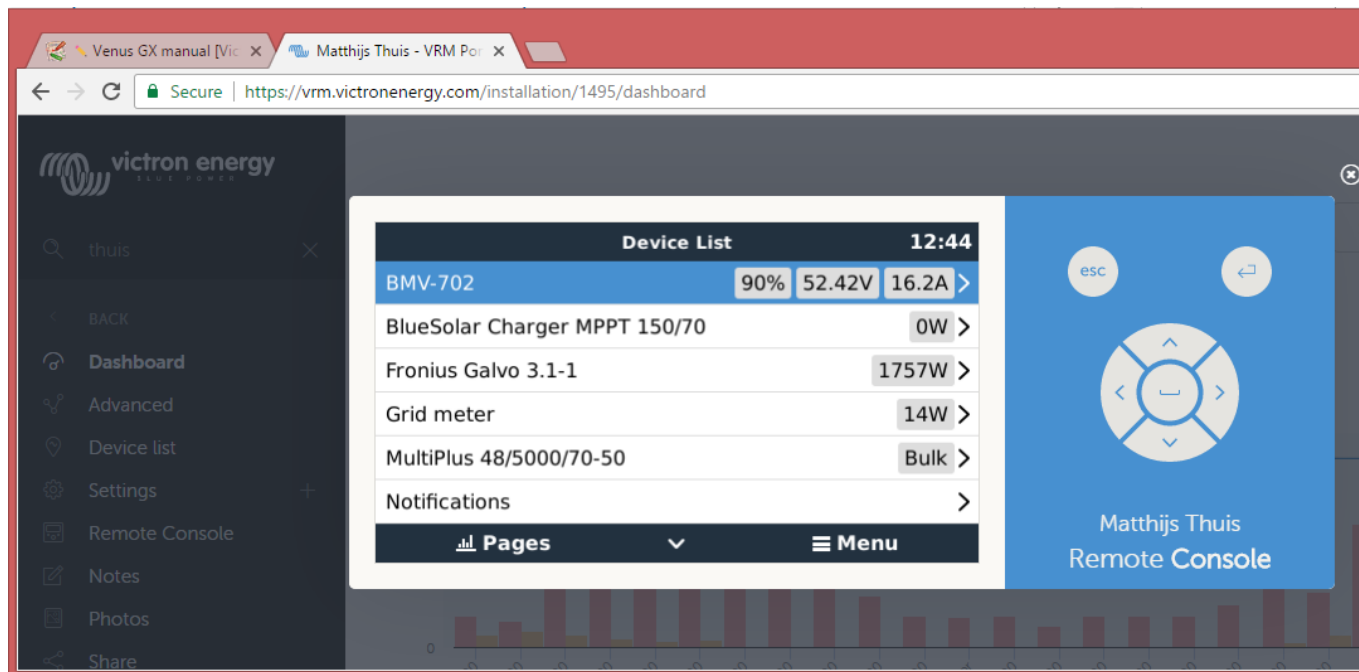 Venus GX manual [Vic
Matthijs Thuis - VRM Por
Secure https://vrm.victronenergy.com/installation/1495/dashboard
victron energy
BLUE POWER
thuis
BACK
Dashboard
Advanced
Device list
Settings
Remote Console
Notes
Photos
Share
Device List 12:44
BMV-702 90% 52.42V 16.2A
BlueSolar Charger MPPT 150/70 0W
Fronius Galvo 3.1-1 1757W
Grid meter 14W
MultiPlus 48/5000/70-50 Bulk
Notifications
Pages Menu
esc
Matthijs Thuis
Remote Console
0